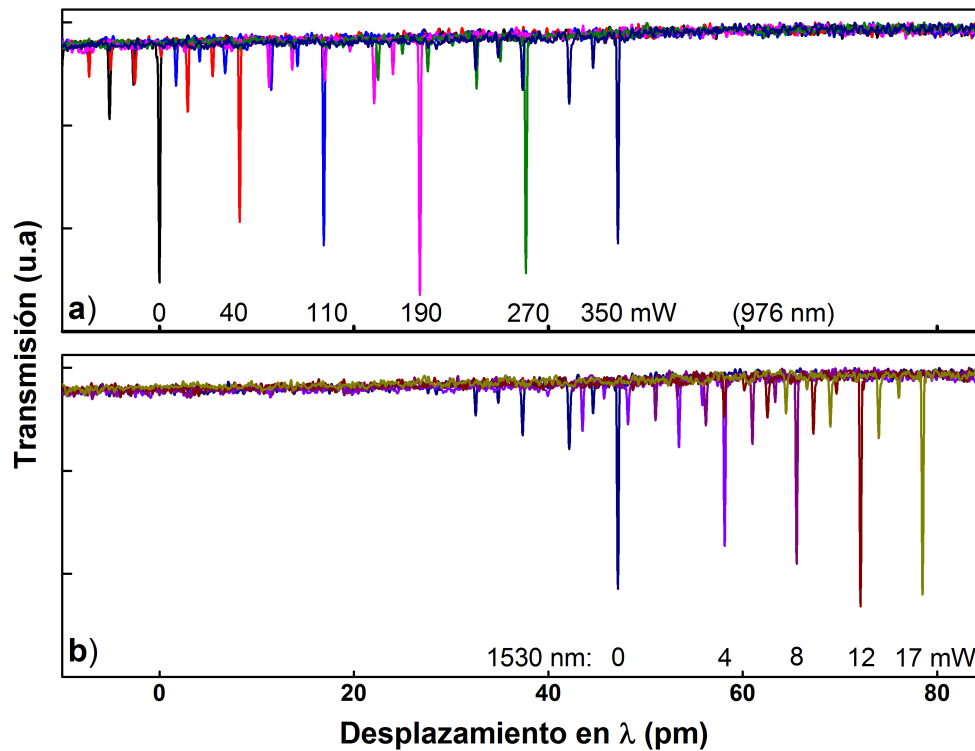 Transmisión (u.a)
a)
0 40 110 190 270 350 mW (976 nm)
b)
1530 nm: 0 4 8 12 17 mW
0 20 40 60 80
Desplazamiento en λ (pm)